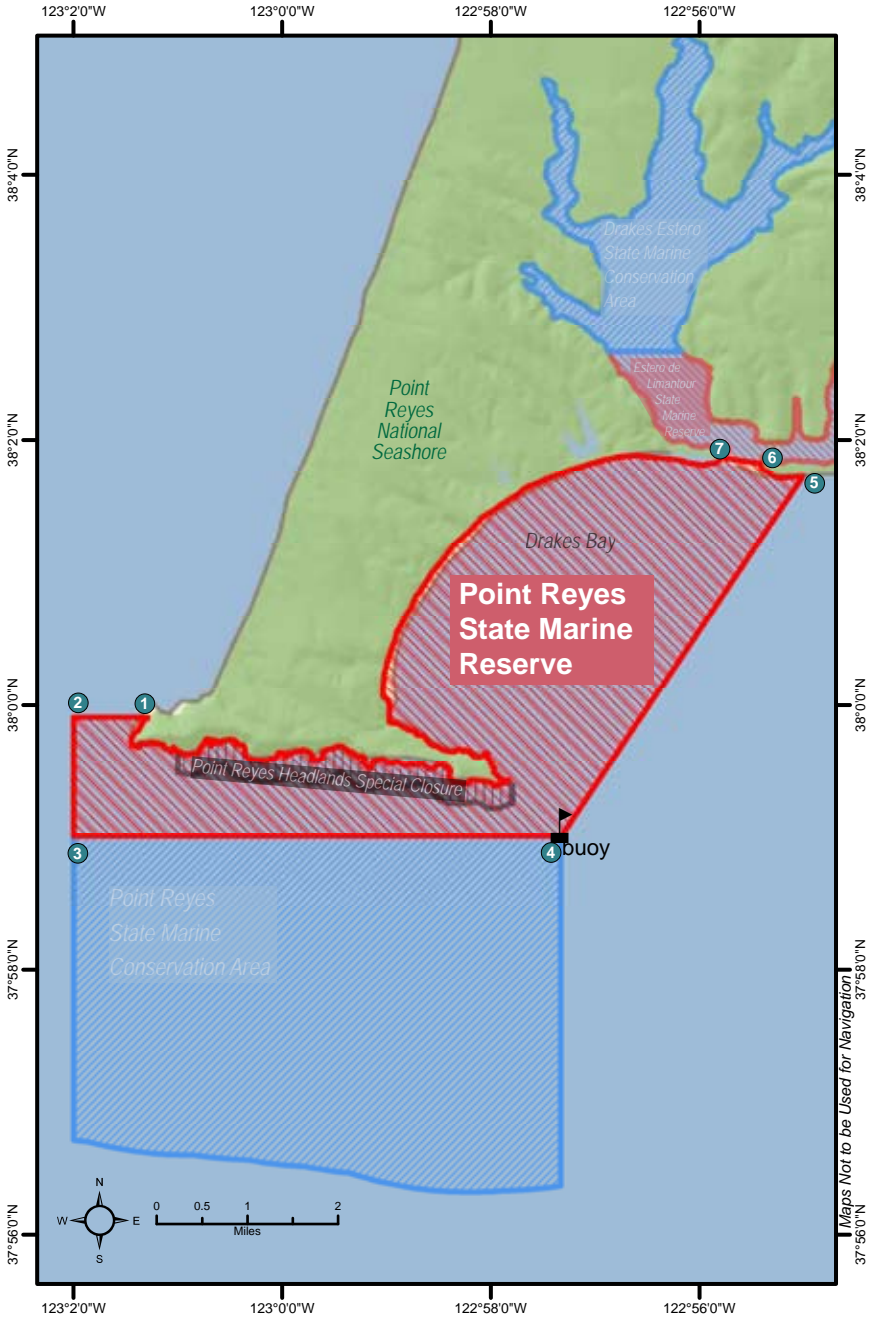 123°2'0"W
123°0'0"W
122°58'0"W
122°56'0"W
38°4'0"N
38°4'0"N
Drakes Estero
State Marine
Conservation
Area
Estero de
Limantour
State
Marine
Reserve
Point
Reyes
National
Seashore
38°2'0"N
38°2'0"N
7
6
5
Drakes Bay
Point Reyes
State Marine
Reserve
38°0'0"N
38°0'0"N
2
1
Point Reyes Headlands Special Closure
3
4
buoy
Point Reyes
State Marine
Conservation Area
37°58'0"N
37°58'0"N
Maps Not to be Used for Navigation
N
W
E
S
0 0.5 1 2
Miles
37°56'0"N
37°56'0"N
123°2'0"W
123°0'0"W
122°58'0"W
122°56'0"W